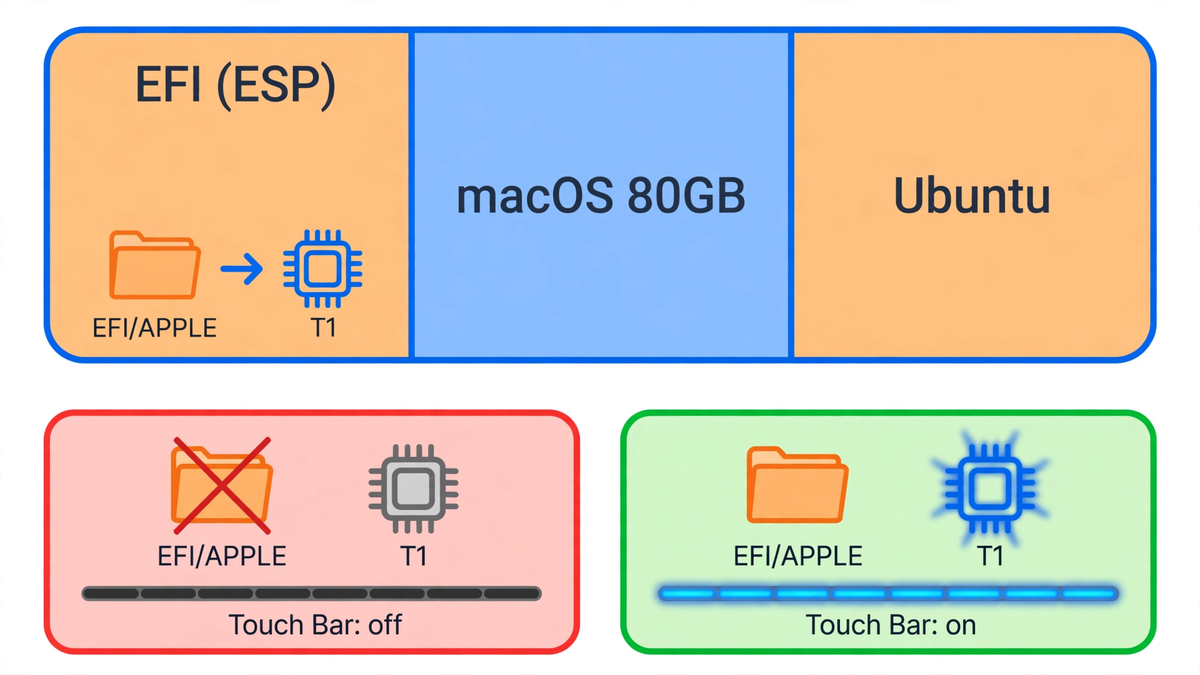 EFI (ESP)
macOS 80GB
Ubuntu
EFI/APPLE
T1
EFI/APPLE
T1
Touch Bar: off
EFI/APPLE
T1
Touch Bar: on